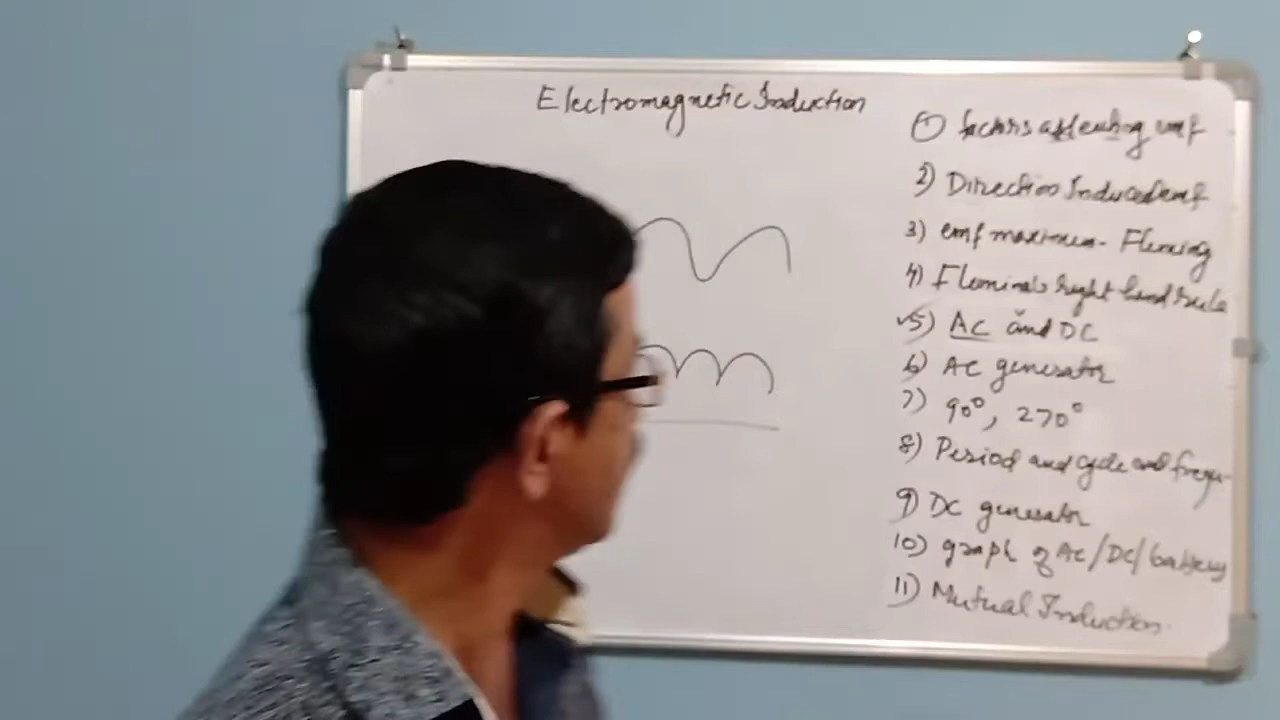 Electromagnetic Induction
1) factors affecting emf
2) Direction Induced emf
3) emf maximum - Fleming
4) Fleming's right hand rule
5) AC and DC
6) AC generator
7) 90°, 270°
8) Period and cycle and frequ-
9) DC generator
10) graph of AC/DC/battery
11) Mutual Induction.